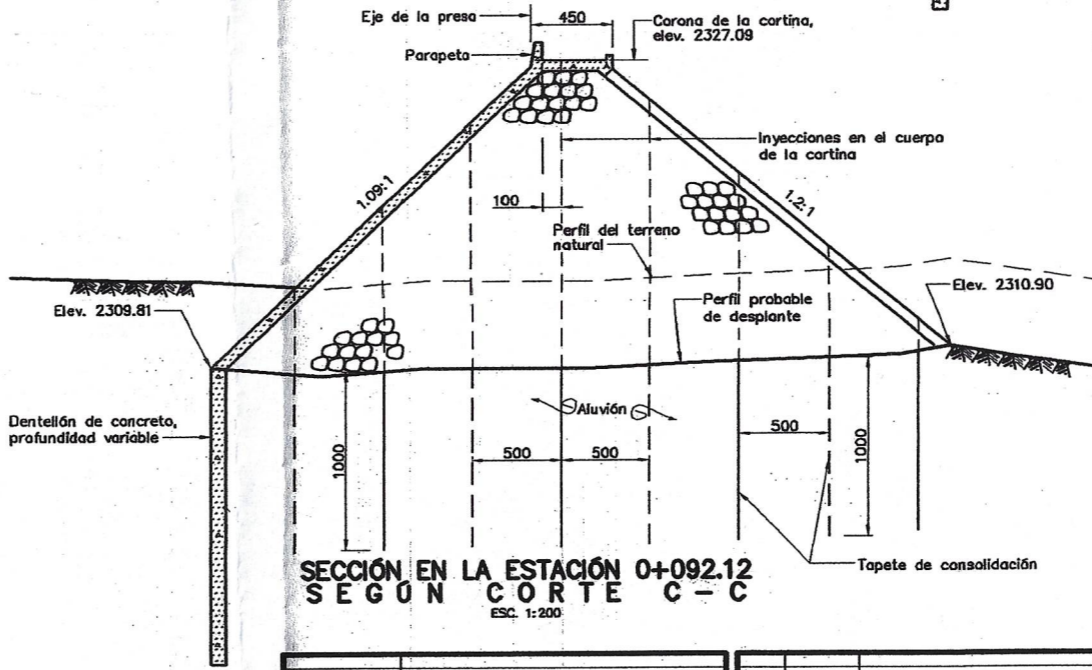 Eje de la presa
450
Corona de la cortina,
elev. 2327.09
Parapeto
Inyecciones en el cuerpo
de la cortina
1.09:1
100
1.2:1
Perfil del terreno
natural
Elev. 2309.81
Perfil probable
de desplante
Elev. 2310.90
Dentellón de concreto,
profundidad variable
Aluvión
1000
500
500
500
1000
Tapete de consolidación
SECCIÓN EN LA ESTACIÓN 0+092.12
SEGÚN CORTE C-C
ESC. 1:200